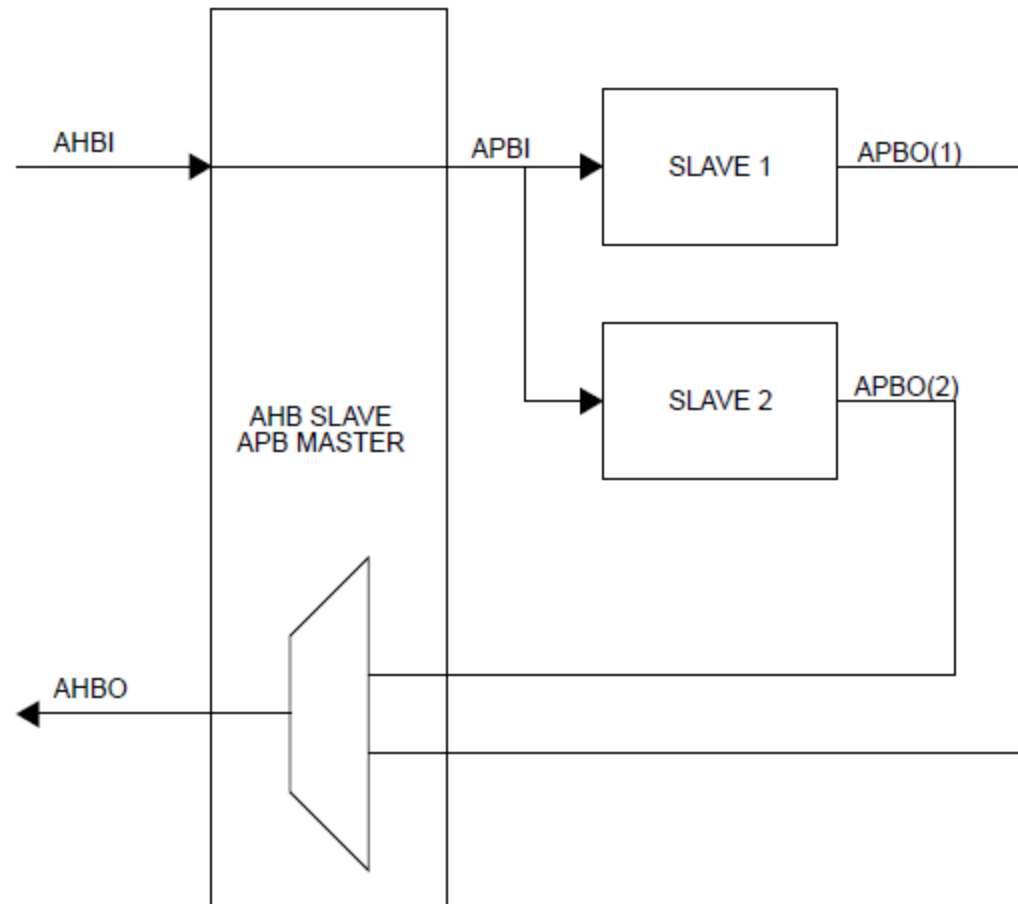 AHBI
APBI
SLAVE 1
APBO(1)
SLAVE 2
APBO(2)
AHB SLAVE
APB MASTER
AHBO